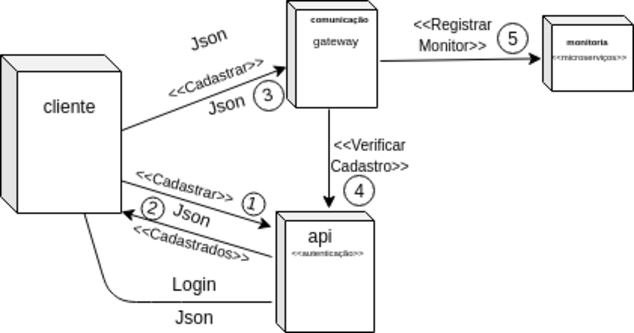 comunicação
gateway
<<Registrar
Monitor>>
5
monitoria
<<microserviços>>
Json
<<Cadastrar>>
Json
3
cliente
<<Verificar
Cadastro>>
4
<<Cadastrar>>
1
2
Json
<<Cadastrados>>
api
<<autenticação>>
Login
Json